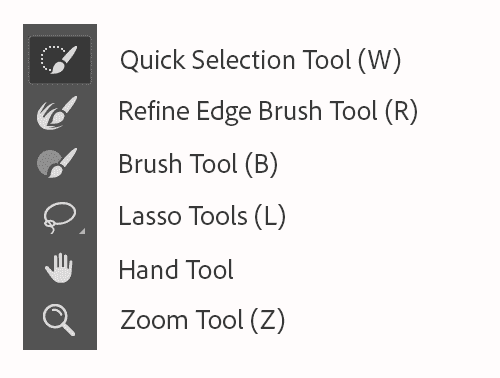 Quick Selection Tool (W)
Refine Edge Brush Tool (R)
Brush Tool (B)
Lasso Tools (L)
Hand Tool
Zoom Tool (Z)